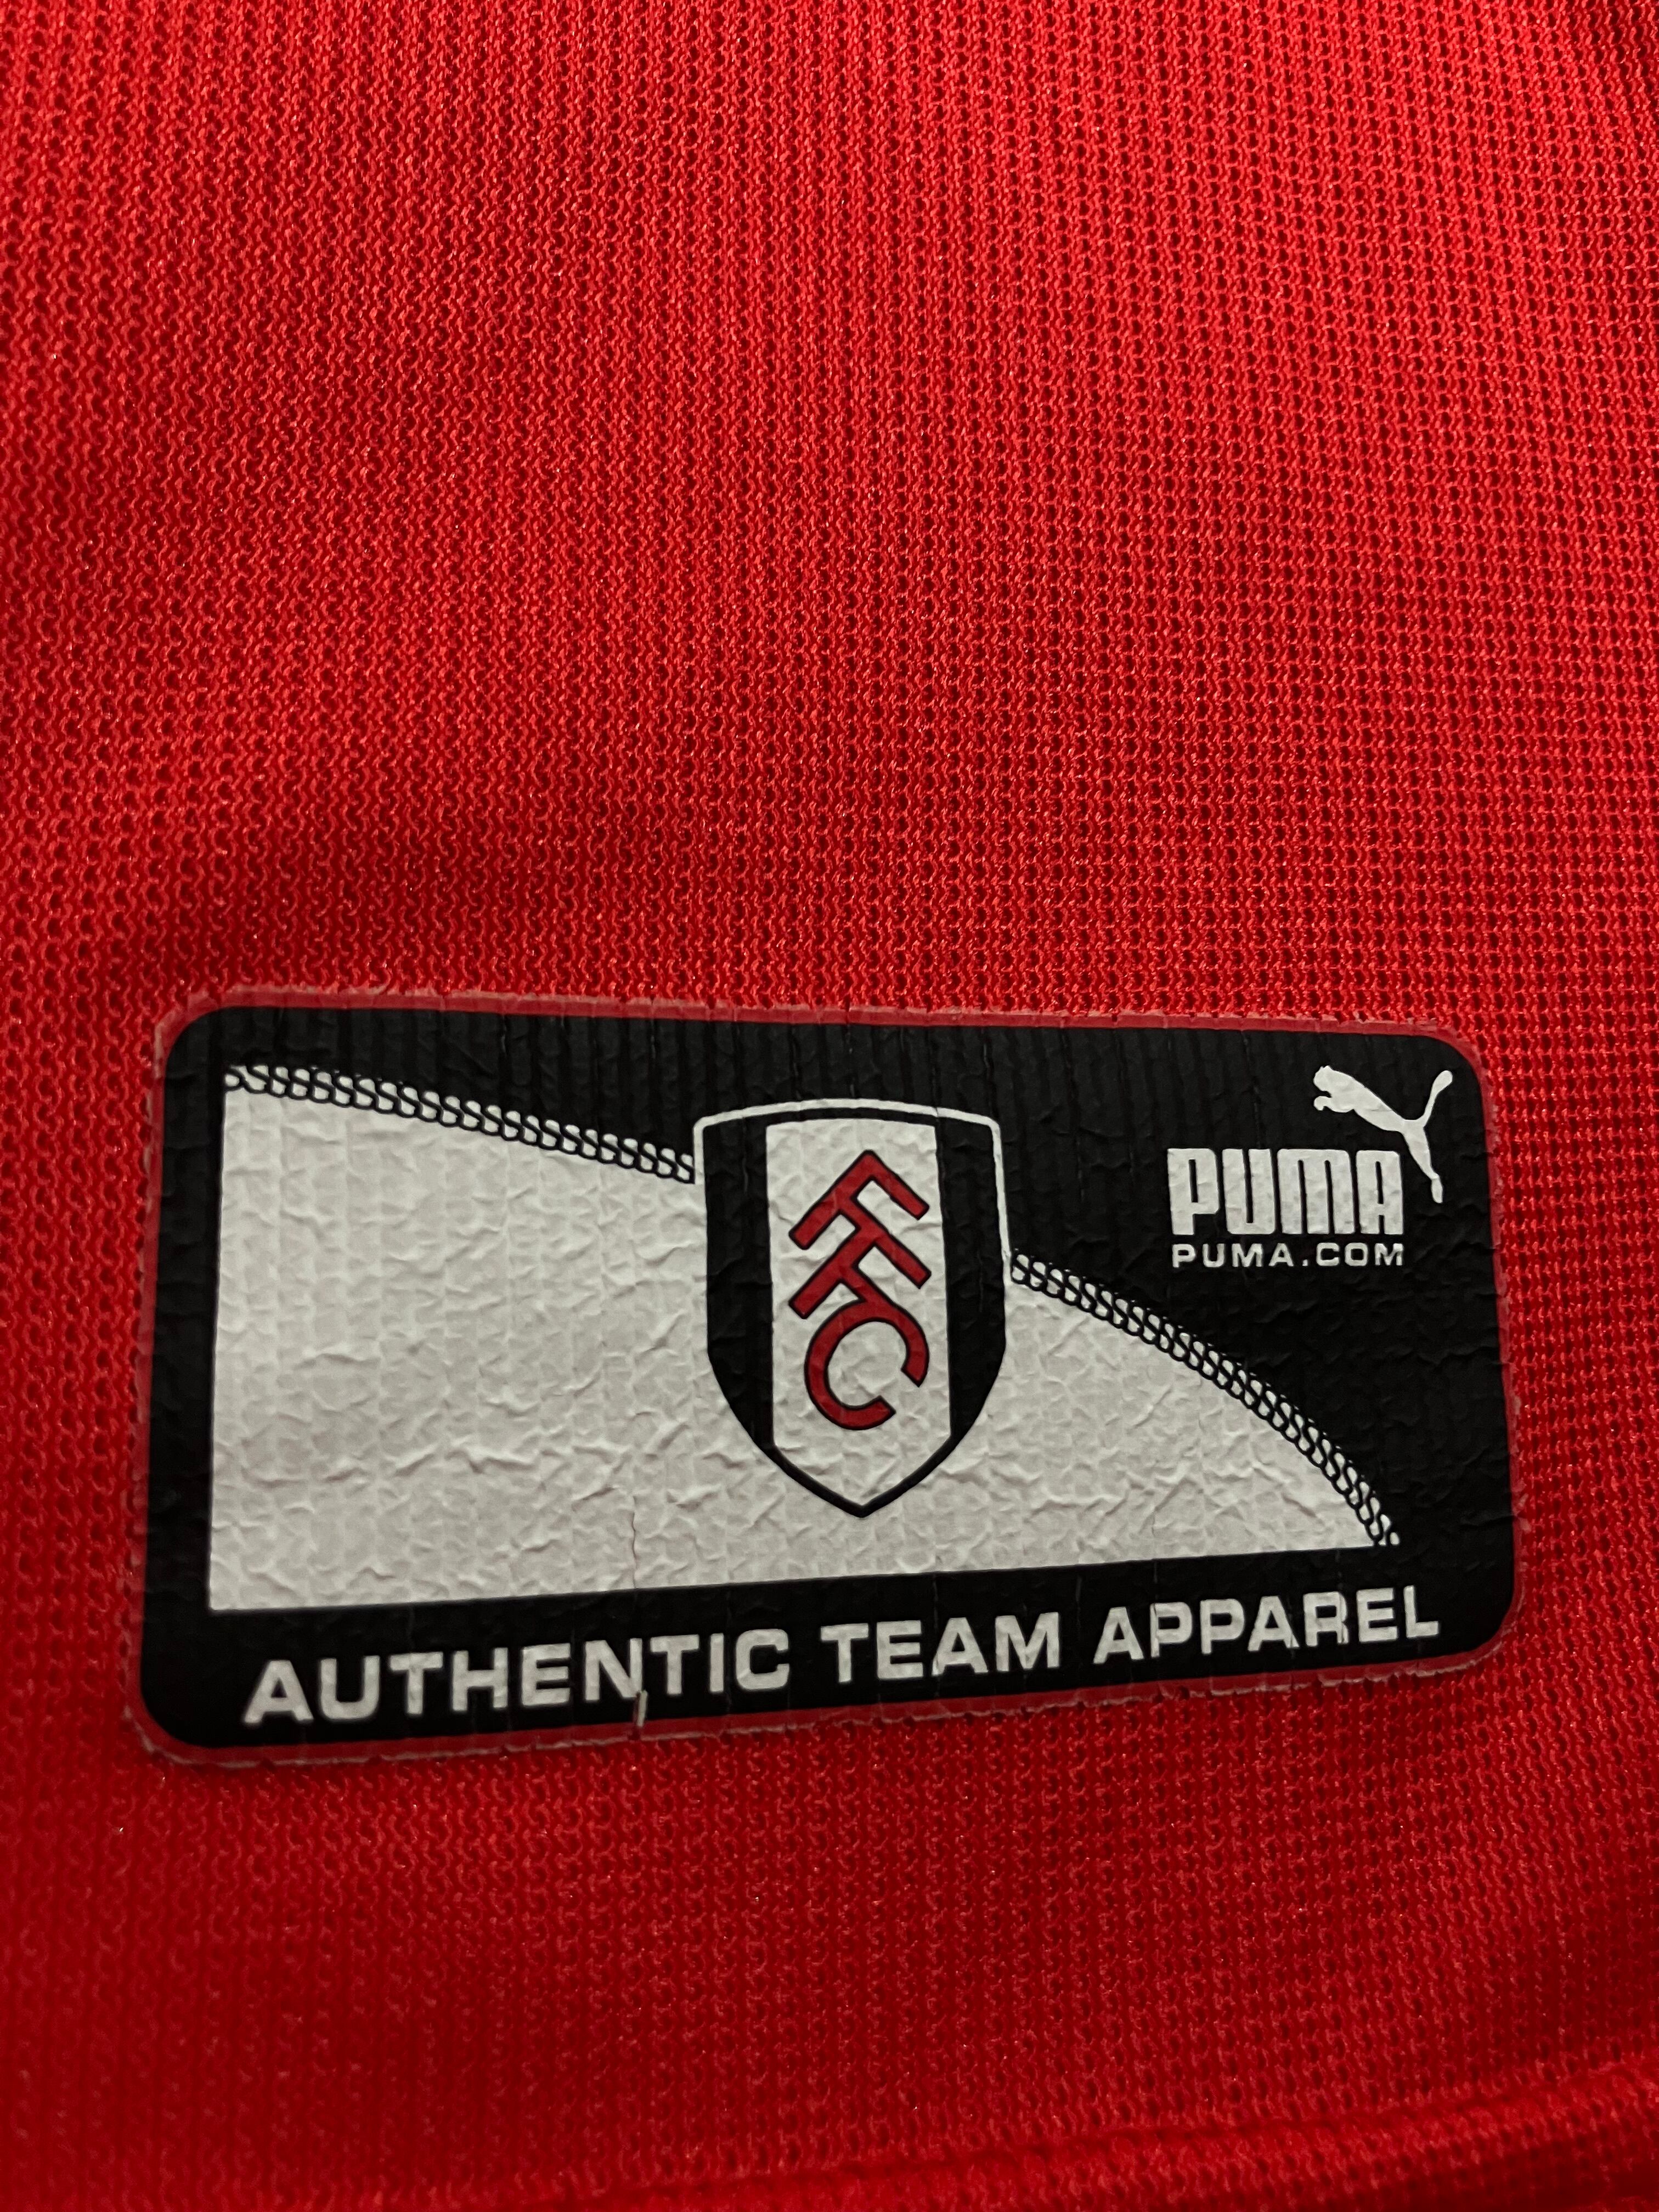 FFC
PUMA
PUMA.COM
AUTHENTIC TEAM APPAREL